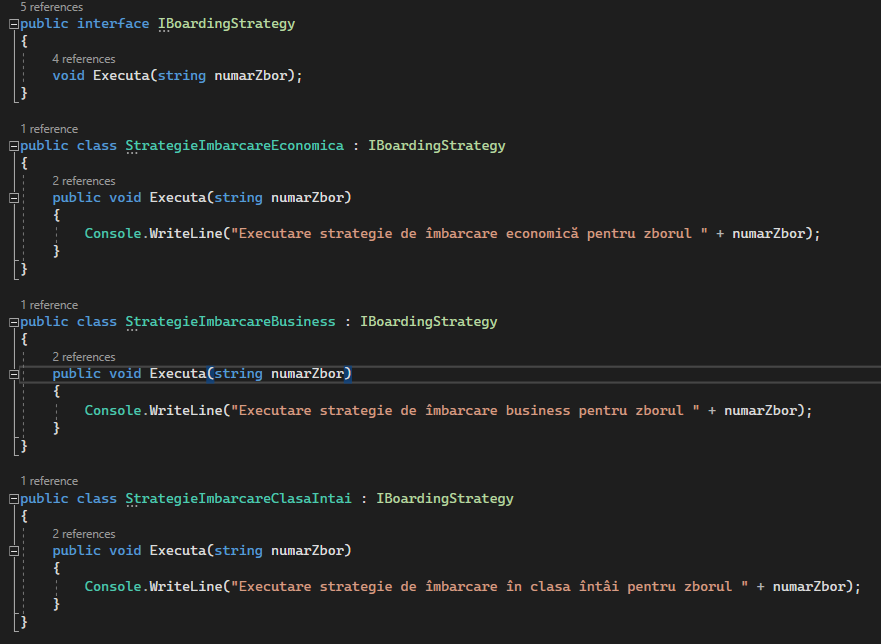 5 references
public interface IBoardingStrategy
{
4 references
void Executa(string numarZbor);
}
1 reference
public class StrategieImbarcareEconomica : IBoardingStrategy
{
2 references
public void Executa(string numarZbor)
{
Console.WriteLine("Executare strategie de îmbarcare economică pentru zborul " + numarZbor);
}
}
1 reference
public class StrategieImbarcareBusiness : IBoardingStrategy
{
2 references
public void Executa(string numarZbor)
{
Console.WriteLine("Executare strategie de îmbarcare business pentru zborul " + numarZbor);
}
}
1 reference
public class StrategieImbarcareClasaIntai : IBoardingStrategy
{
2 references
public void Executa(string numarZbor)
{
Console.WriteLine("Executare strategie de îmbarcare în clasa întâi pentru zborul " + numarZbor);
}
}